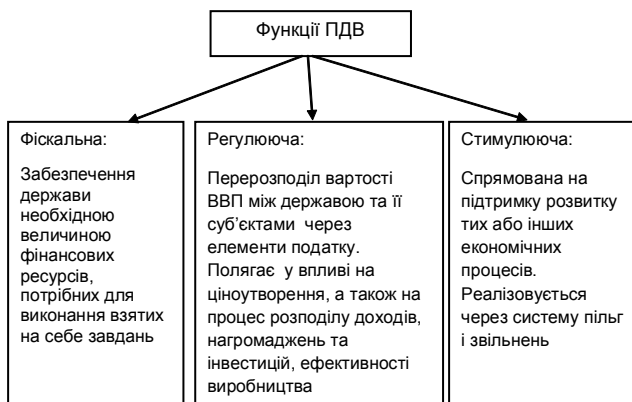 Функції ПДВ
Фіскальна:
Забезпечення
держави
необхідною
величиною
фінансових
ресурсів,
потрібних для
виконання взятих
на себе завдань
Регулююча:
Перерозподіл вартості
ВВП між державою та її
суб’єктами через
елементи податку.
Полягає у впливі на
ціноутворення, а також на
процес розподілу доходів,
нагромаджень та
інвестицій, ефективності
виробництва
Стимулююча:
Спрямована на
підтримку розвитку
тих або інших
економічних
процесів.
Реалізовується
через систему пільг
і звільнень